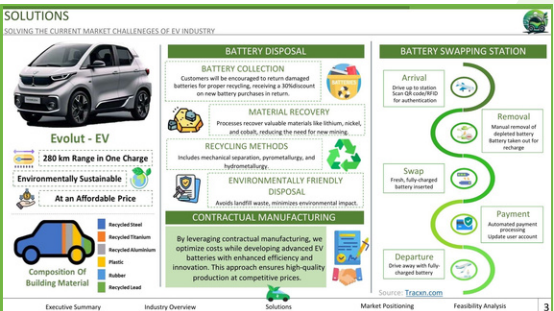 SOLUTIONS
SOLVING THE CURRENT MARKET CHALLENEGES OF EV INDUSTRY
Evolut - EV
280 km Range in One Charge
Environmentally Sustainable
At an Affordable Price
Composition Of
Building Material
Recycled Steel
Recycled Titanium
Recycled Aluminium
Plastic
Rubber
Recycled Lead
BATTERY DISPOSAL
BATTERY COLLECTION
Customers will be encouraged to return damaged
batteries for proper recycling, receiving a 30%discount
on new battery purchases in return.
BATTERIES
MATERIAL RECOVERY
Processes recover valuable materials like lithium, nickel,
and cobalt, reducing the need for new mining.
RECYCLING METHODS
Includes mechanical separation, pyrometallurgy, and
hydrometallurgy.
ENVIRONMENTALLY FRIENDLY
DISPOSAL
Avoids landfill waste, minimizes environmental impact.
CONTRACTUAL MANUFACTURING
By leveraging contractual manufacturing, we
optimize costs while developing advanced EV
batteries with enhanced efficiency and
innovation. This approach ensures high-quality
production at competitive prices.
BATTERY SWAPPING STATION
Arrival
Drive up to station
Scan QR code/RFID
for authentication
Removal
Manual removal of
depleted battery
Battery taken out for
recharge
Swap
Fresh, fully-charged
battery inserted
Payment
Automated payment
processing
Update user account
Departure
Drive away with fully-
charged battery
Source: Tracxn.com
Executive Summary
Industry Overview
Solutions
Market Positioning
Feasibility Analysis
3